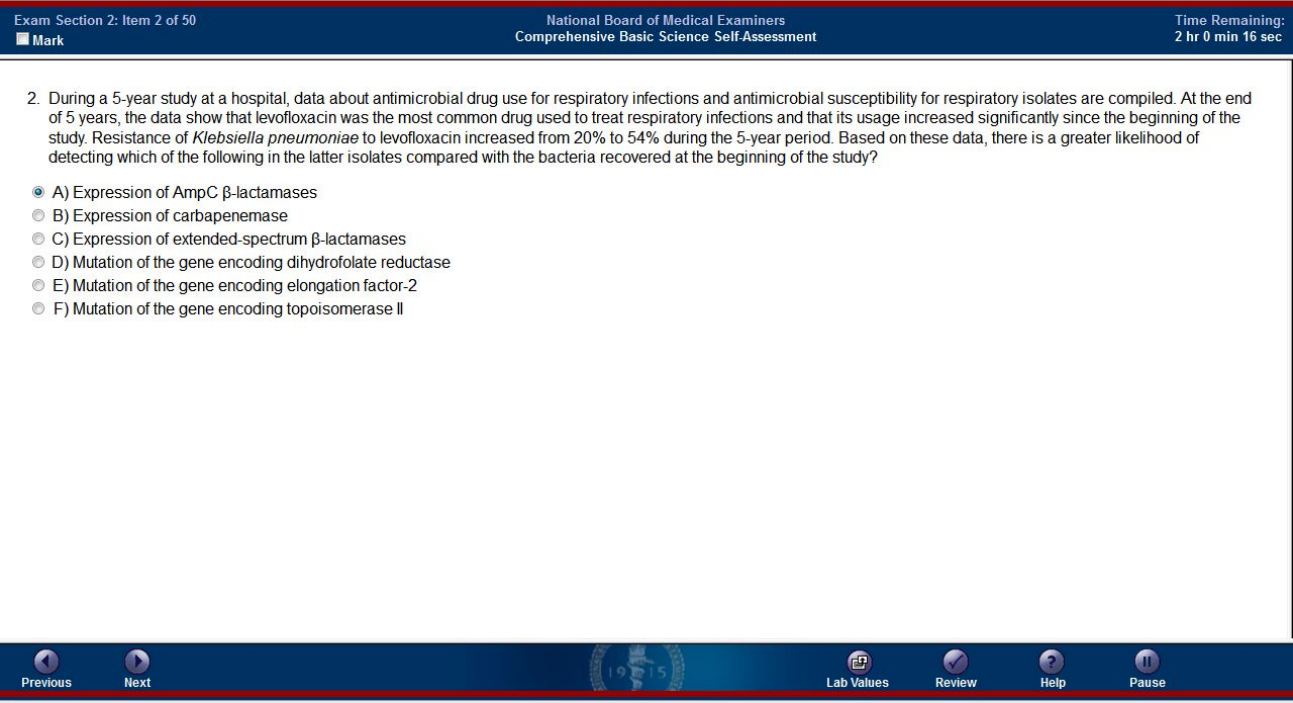 Exam Section 2: Item 2 of 50
National Board of Medical Examiners
Time Remaining:
Mark
Comprehensive Basic Science Self-Assessment
2 hr 0 min 16 sec
2. During a 5-year study at a hospital, data about antimicrobial drug use for respiratory infections and antimicrobial susceptibility for respiratory isolates are compiled. At the end
of 5 years, the data show that levofloxacin was the most common drug used to treat respiratory infections and that its usage increased significantly since the beginning of the
study. Resistance of Klebsiella pneumoniae to levofloxacin increased from 20% to 54% during the 5-year period. Based on these data, there is a greater likelihood of
detecting which of the following in the latter isolates compared with the bacteria recovered at the beginning of the study?
A) Expression of AmpC β-lactamases
B) Expression of carbapenemase
C) Expression of extended-spectrum β-lactamases
D) Mutation of the gene encoding dihydrofolate reductase
E) Mutation of the gene encoding elongation factor-2
F) Mutation of the gene encoding topoisomerase II
1915
Previous
Next
Lab Values
Review
Help
Pause